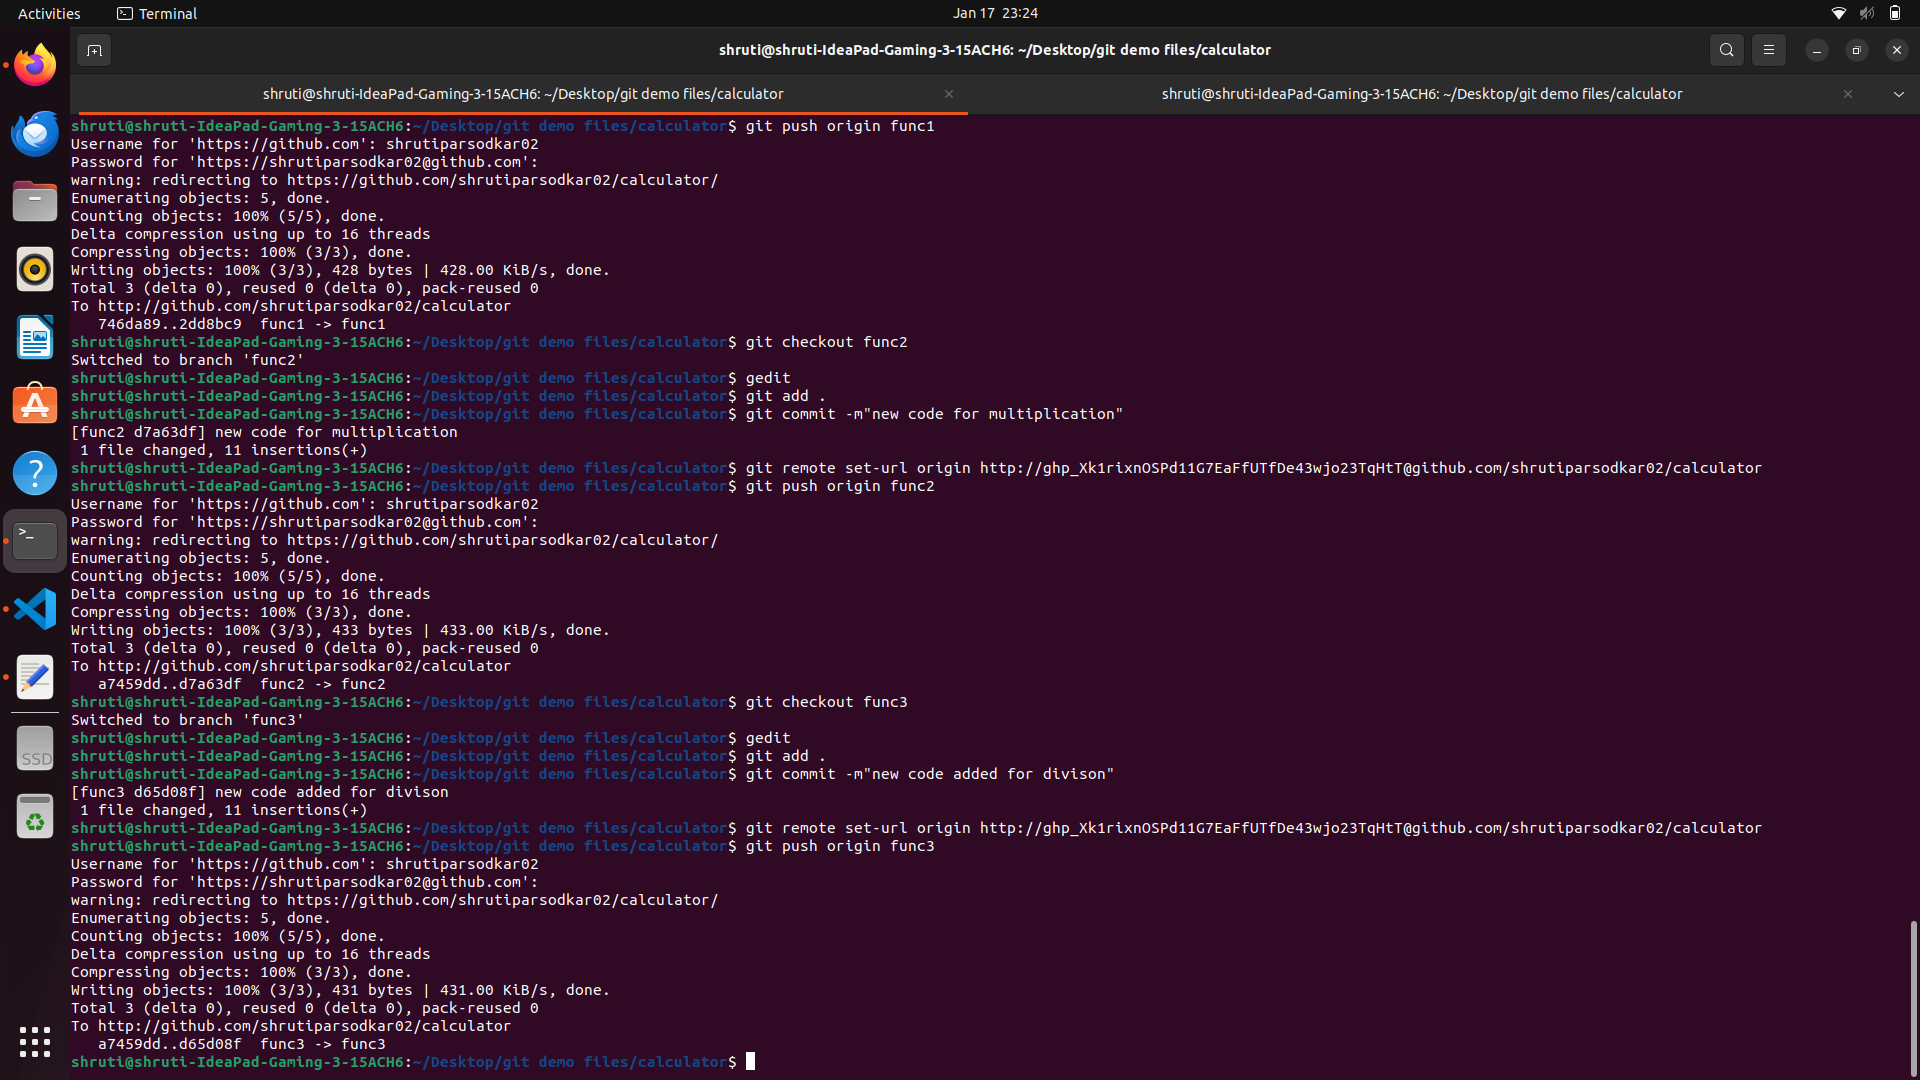 Activities
Terminal
Jan 17 23:24
shruti@shruti-IdeaPad-Gaming-3-15ACH6: ~/Desktop/git demo files/calculator
shruti@shruti-IdeaPad-Gaming-3-15ACH6: ~/Desktop/git demo files/calculator
shruti@shruti-IdeaPad-Gaming-3-15ACH6: ~/Desktop/git demo files/calculator
shruti@shruti-IdeaPad-Gaming-3-15ACH6:~/Desktop/git demo files/calculator$ git push origin func1
Username for 'https://github.com': shrutiparsodkar02
Password for 'https://shrutiparsodkar02@github.com':
warning: redirecting to https://github.com/shrutiparsodkar02/calculator/
Enumerating objects: 5, done.
Counting objects: 100% (5/5), done.
Delta compression using up to 16 threads
Compressing objects: 100% (3/3), done.
Writing objects: 100% (3/3), 428 bytes | 428.00 KiB/s, done.
Total 3 (delta 0), reused 0 (delta 0), pack-reused 0
To http://github.com/shrutiparsodkar02/calculator
   746da89..2dd8bc9  func1 -> func1
shruti@shruti-IdeaPad-Gaming-3-15ACH6:~/Desktop/git demo files/calculator$ git checkout func2
Switched to branch 'func2'
shruti@shruti-IdeaPad-Gaming-3-15ACH6:~/Desktop/git demo files/calculator$ gedit
shruti@shruti-IdeaPad-Gaming-3-15ACH6:~/Desktop/git demo files/calculator$ git add .
shruti@shruti-IdeaPad-Gaming-3-15ACH6:~/Desktop/git demo files/calculator$ git commit -m"new code for multiplication"
[func2 d7a63df] new code for multiplication
 1 file changed, 11 insertions(+)
shruti@shruti-IdeaPad-Gaming-3-15ACH6:~/Desktop/git demo files/calculator$ git remote set-url origin http://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@github.com/shrutiparsodkar02/calculator
shruti@shruti-IdeaPad-Gaming-3-15ACH6:~/Desktop/git demo files/calculator$ git push origin func2
Username for 'https://github.com': shrutiparsodkar02
Password for 'https://shrutiparsodkar02@github.com':
warning: redirecting to https://github.com/shrutiparsodkar02/calculator/
Enumerating objects: 5, done.
Counting objects: 100% (5/5), done.
Delta compression using up to 16 threads
Compressing objects: 100% (3/3), done.
Writing objects: 100% (3/3), 433 bytes | 433.00 KiB/s, done.
Total 3 (delta 0), reused 0 (delta 0), pack-reused 0
To http://github.com/shrutiparsodkar02/calculator
   a7459dd..d7a63df  func2 -> func2
shruti@shruti-IdeaPad-Gaming-3-15ACH6:~/Desktop/git demo files/calculator$ git checkout func3
Switched to branch 'func3'
shruti@shruti-IdeaPad-Gaming-3-15ACH6:~/Desktop/git demo files/calculator$ gedit
shruti@shruti-IdeaPad-Gaming-3-15ACH6:~/Desktop/git demo files/calculator$ git add .
shruti@shruti-IdeaPad-Gaming-3-15ACH6:~/Desktop/git demo files/calculator$ git commit -m"new code added for divison"
[func3 d65d08f] new code added for divison
 1 file changed, 11 insertions(+)
shruti@shruti-IdeaPad-Gaming-3-15ACH6:~/Desktop/git demo files/calculator$ git remote set-url origin http://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@github.com/shrutiparsodkar02/calculator
shruti@shruti-IdeaPad-Gaming-3-15ACH6:~/Desktop/git demo files/calculator$ git push origin func3
Username for 'https://github.com': shrutiparsodkar02
Password for 'https://shrutiparsodkar02@github.com':
warning: redirecting to https://github.com/shrutiparsodkar02/calculator/
Enumerating objects: 5, done.
Counting objects: 100% (5/5), done.
Delta compression using up to 16 threads
Compressing objects: 100% (3/3), done.
Writing objects: 100% (3/3), 431 bytes | 431.00 KiB/s, done.
Total 3 (delta 0), reused 0 (delta 0), pack-reused 0
To http://github.com/shrutiparsodkar02/calculator
   a7459dd..d65d08f  func3 -> func3
shruti@shruti-IdeaPad-Gaming-3-15ACH6:~/Desktop/git demo files/calculator$
SSD